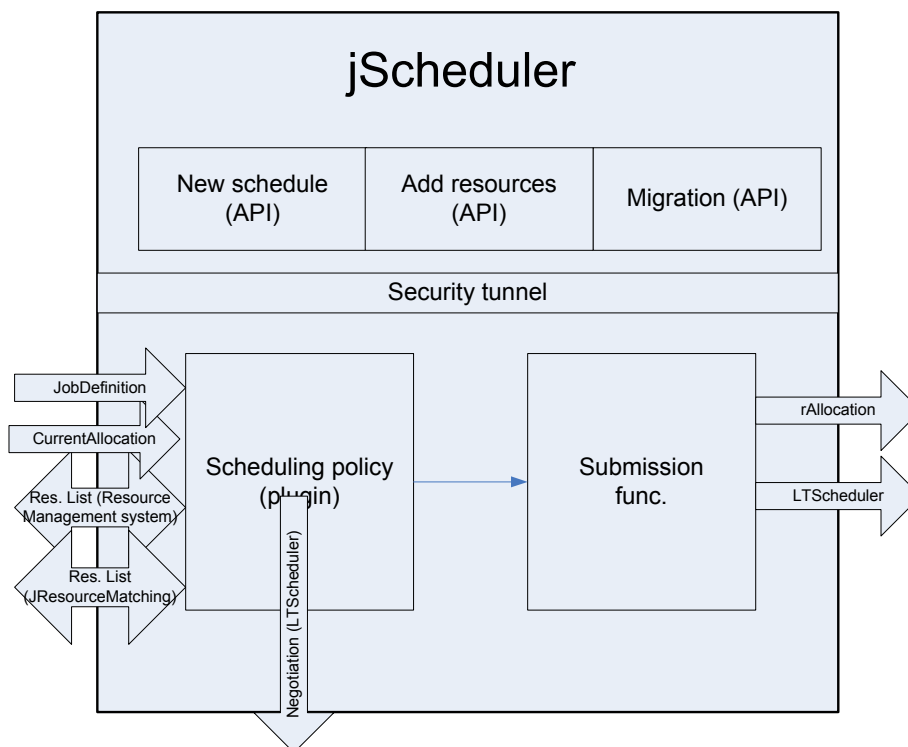 jScheduler
New schedule
(API)
Add resources
(API)
Migration (API)
Security tunnel
JobDefinition
CurrentAllocation
Res. List (Resource
Management system)
Res. List
(JResourceMatching)
Scheduling policy
(plugin)
Negotiation (LTScheduler)
Submission
func.
rAllocation
LTScheduler